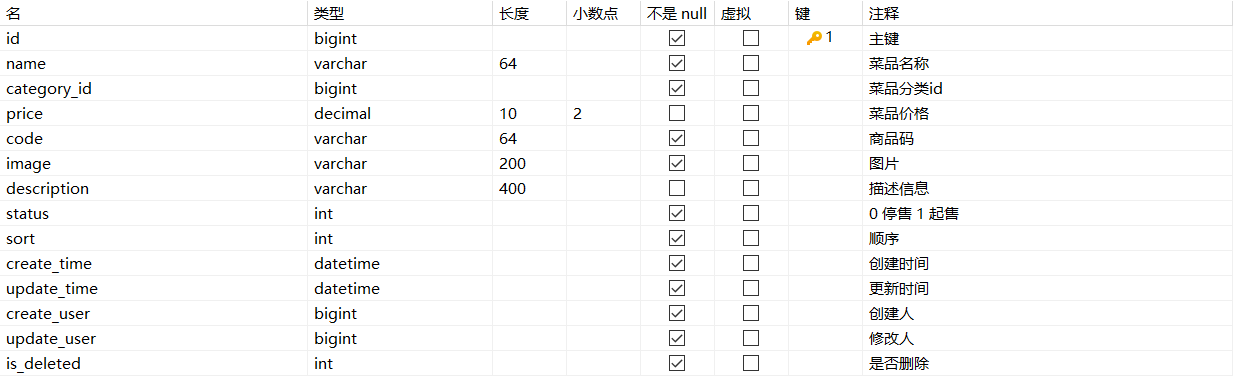 名 类型 长度 小数点 不是 null 虚拟 键 注释
id bigint 1 主键
name varchar 64 菜品名称
category_id bigint 菜品分类id
price decimal 10 2 菜品价格
code varchar 64 商品码
image varchar 200 图片
description varchar 400 描述信息
status int 0 停售 1 起售
sort int 顺序
create_time datetime 创建时间
update_time datetime 更新时间
create_user bigint 创建人
update_user bigint 修改人
is_deleted int 是否删除